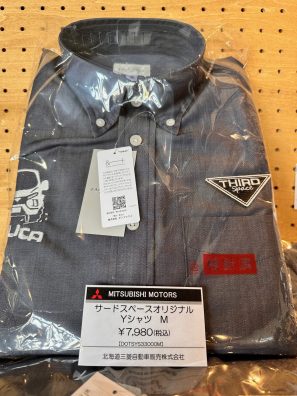 THIRD
Space
UCA
MITSUBISHI MOTORS
サードスペースオリジナル
Yシャツ M
￥7,980(税込)
[DOTSYS33000M]
北海道三菱自動車販売株式会社